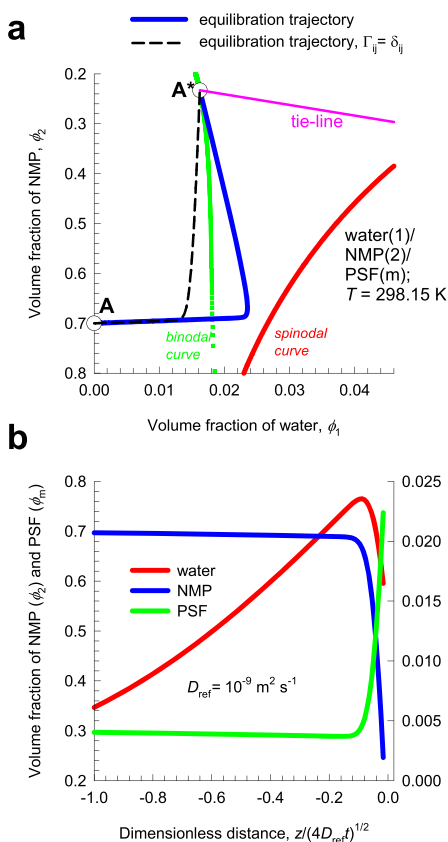 a
equilibration trajectory
equilibration trajectory, Γij= δij
Volume fraction of NMP, ϕ2
0.2
0.3
0.4
0.5
0.6
0.7
0.8
A*
tie-line
water(1)/
NMP(2)/
PSF(m);
T = 298.15 K
A
binodal
curve
spinodal
curve
0.00 0.01 0.02 0.03 0.04
Volume fraction of water, ϕ1
b
Volume fraction of NMP (ϕ2) and PSF (ϕm)
0.8
0.7
0.6
0.5
0.4
0.3
0.2
water
NMP
PSF
Dref= 10-9 m2 s-1
0.025
0.020
0.015
0.010
0.005
0.000
-1.0 -0.8 -0.6 -0.4 -0.2 0.0
Dimensionless distance, z/(4Dreft)1/2